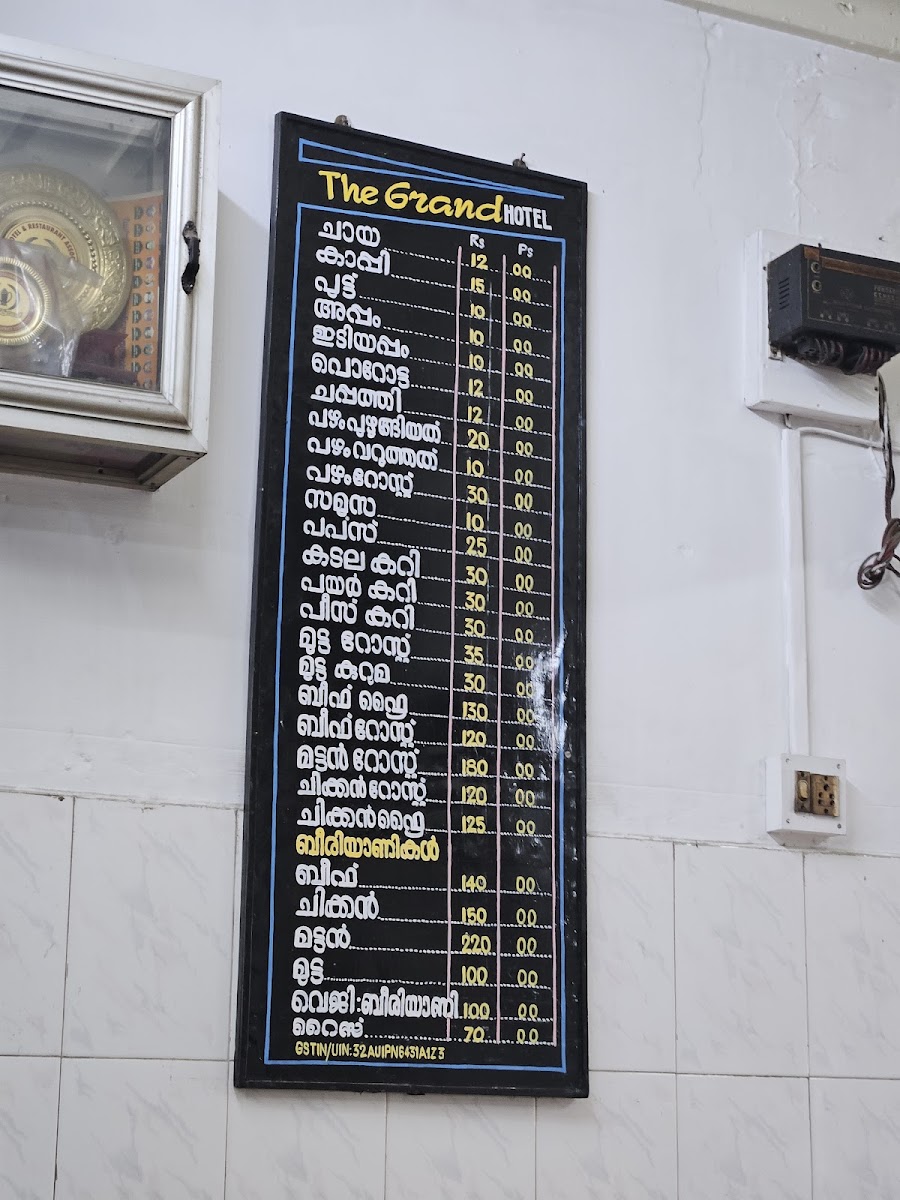 The Grand HOTEL
Rs Ps
ചായ 12 00
കാപ്പി 15 00
പുട്ട് 10 00
അപ്പം 10 00
ഇടിയപ്പം 10 00
പൊറോട്ട 12 00
ചപ്പത്തി 12 00
പഴംപുഴുങ്ങിയത് 20 00
പഴംവറുത്തത് 10 00
പഴംറോസ്റ്റ് 30 00
സമൂസ 10 00
പപ്സ് 25 00
കടല കറി 30 00
പയർ കറി 30 00
പീസ് കറി 30 00
മുട്ട റോസ്റ്റ് 35 00
മുട്ട കുറുമ 30 00
ബീഫ് ഫ്രൈ 130 00
ബീഫ് റോസ്റ്റ് 120 00
മട്ടൻ റോസ്റ്റ് 180 00
ചിക്കൻ റോസ്റ്റ് 120 00
ചിക്കൻ ഫ്രൈ 125 00
ബീരിയാണികൾ
ബീഫ് 140 00
ചിക്കൻ 150 00
മട്ടൻ 220 00
മുട്ട 100 00
വെജി:ബീരിയാണി 100 00
റൈസ് 70 00
GSTIN/UIN:32AUIPN6431A1Z3